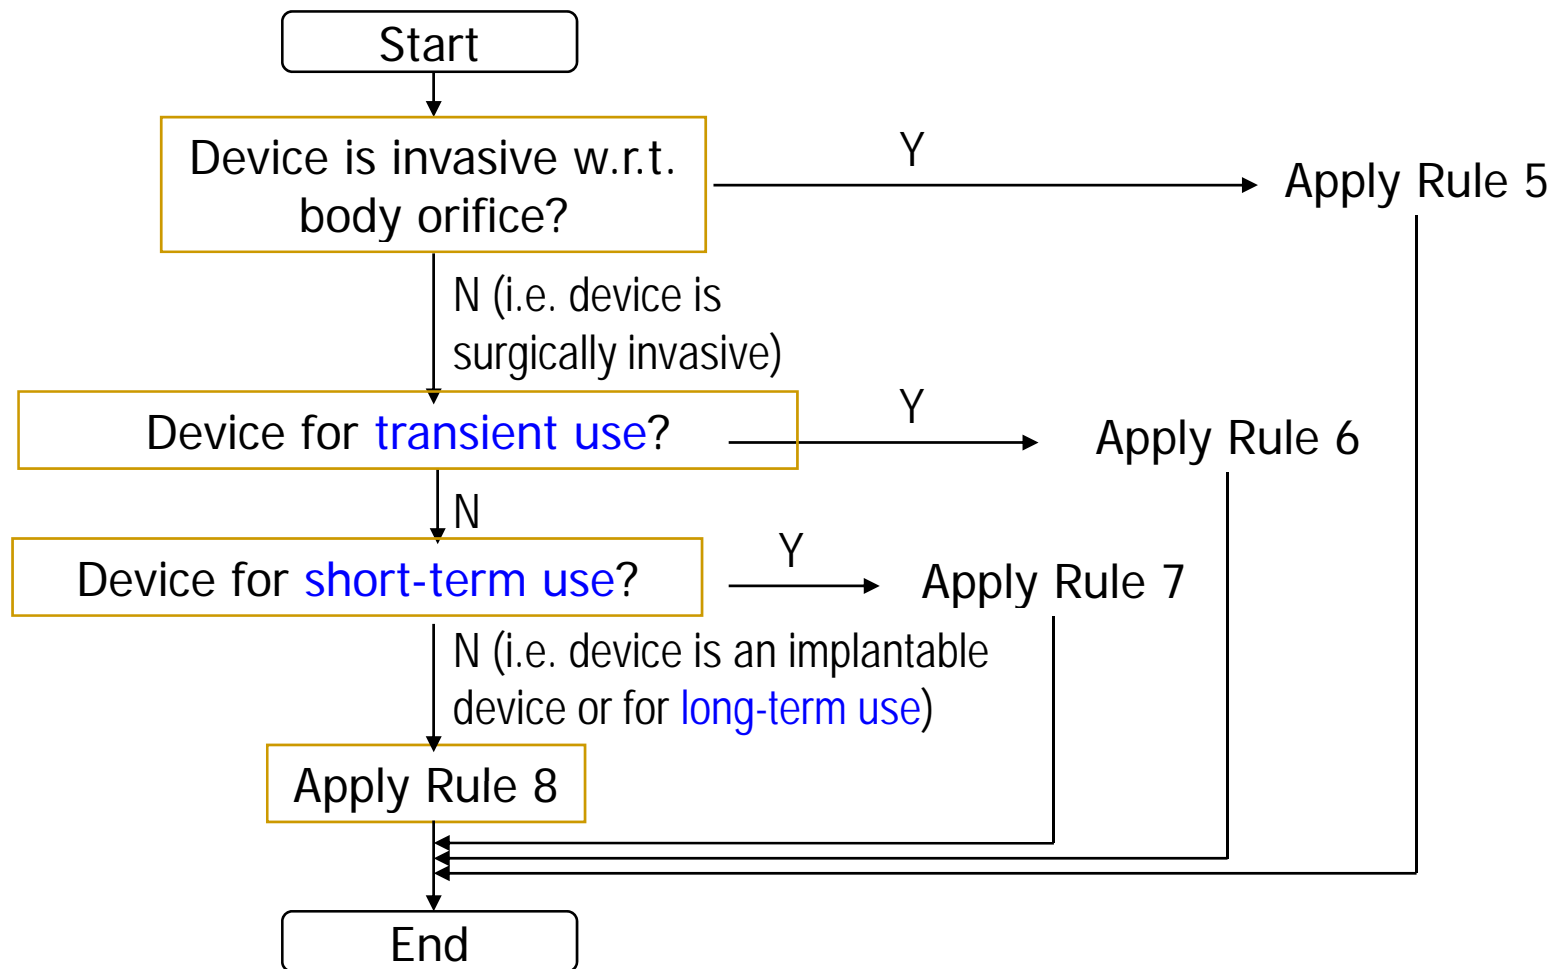 Start
Device is invasive w.r.t.
body orifice?
Y
Apply Rule 5
N (i.e. device is
surgically invasive)
Device for transient use?
Y
Apply Rule 6
N
Device for short-term use?
Y
Apply Rule 7
N (i.e. device is an implantable
device or for long-term use)
Apply Rule 8
End